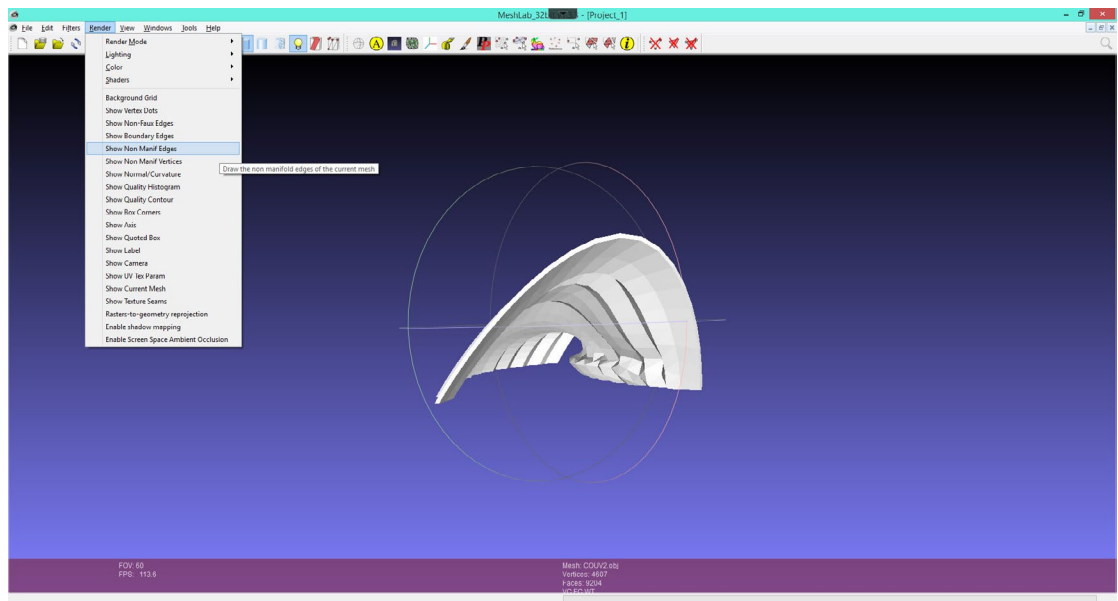 MeshLab_32b - [Project_1]
File Edit Filters Render View Windows Tools Help
Render Mode
Lighting
Color
Shaders
Background Grid
Show Vertex Dots
Show Non-Faux Edges
Show Boundary Edges
Show Non Manif Edges
Show Non Manif Vertices
Draw the non manifold edges of the current mesh
Show Normal/Curvature
Show Quality Histogram
Show Quality Contour
Show Box Corners
Show Axis
Show Quoted Box
Show Label
Show Camera
Show UV Tex Param
Show Current Mesh
Show Texture Seams
Rasters-to-geometry reprojection
Enable shadow mapping
Enable Screen Space Ambient Occlusion
FOV: 60
FPS: 113.6
Mesh: COUV2.obj
Vertices: 4607
Faces: 9204
VC FC WT